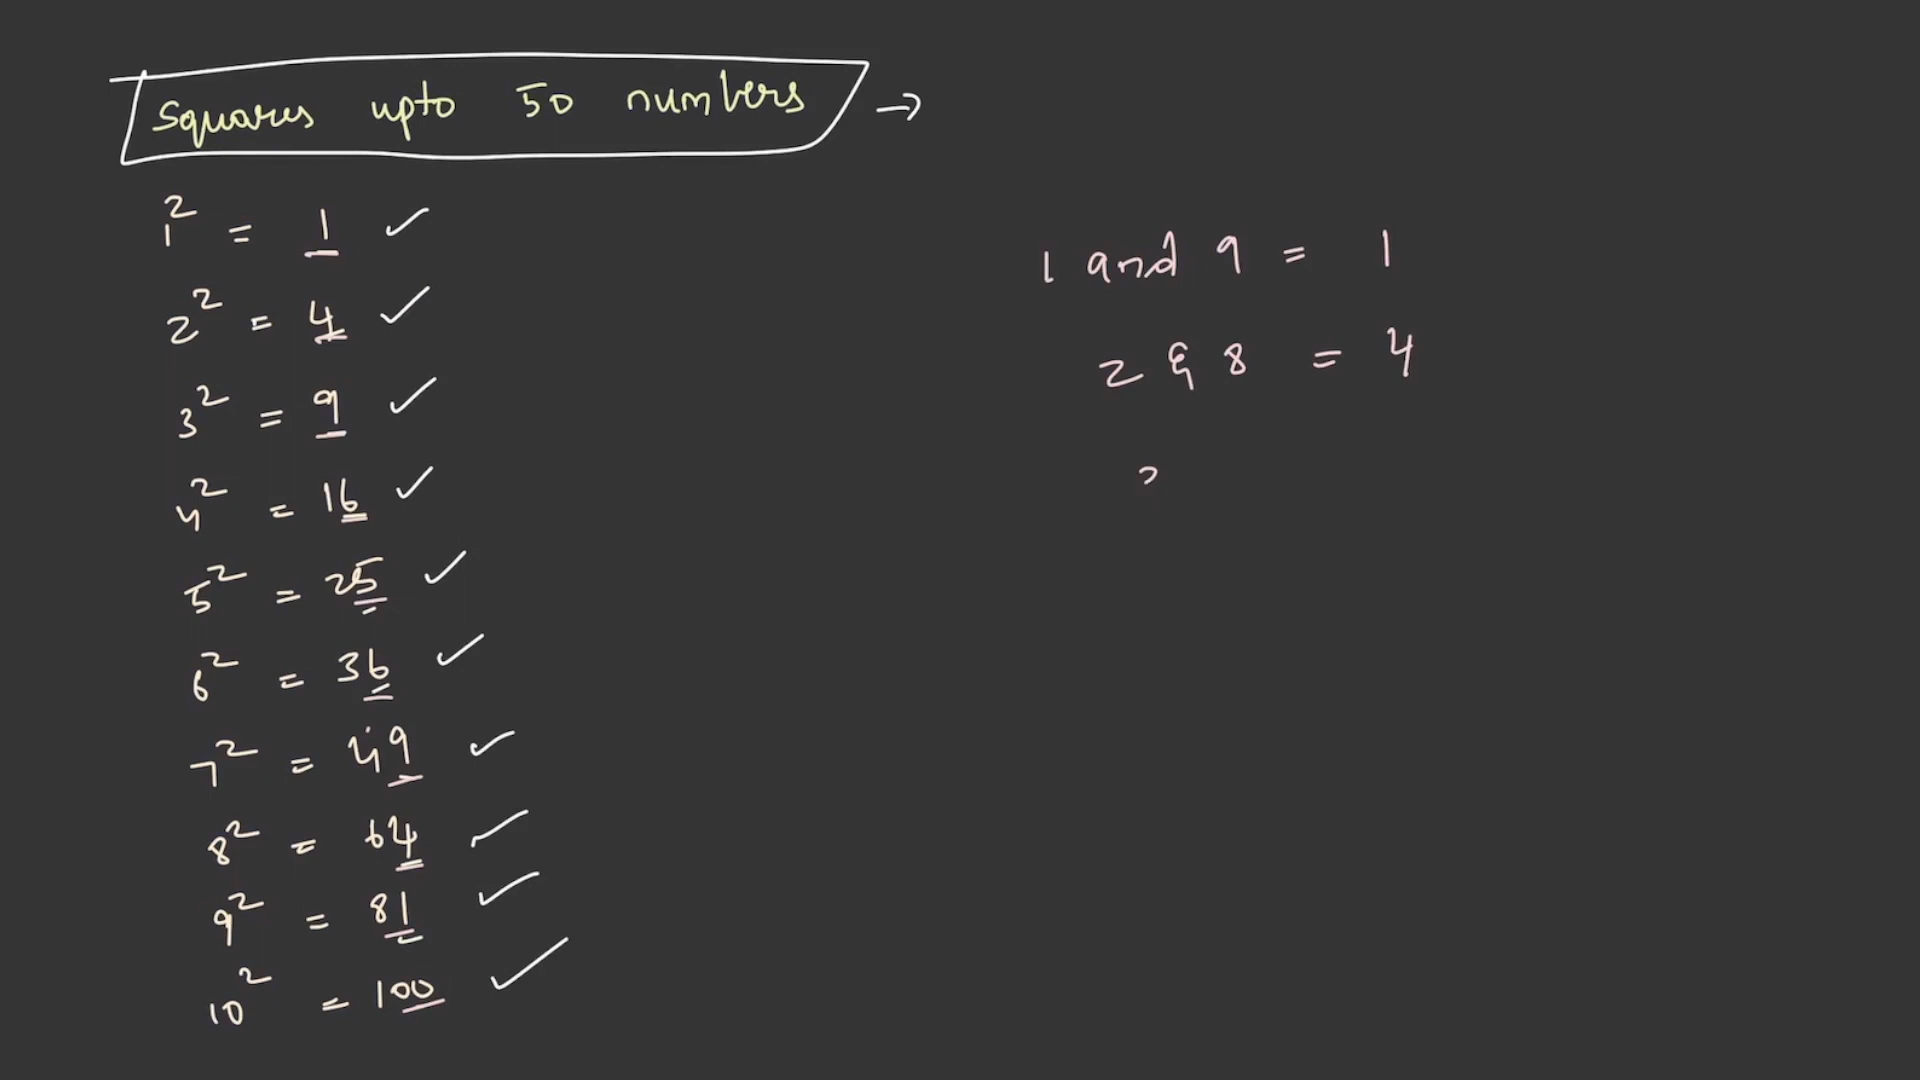 Squares upto 50 numbers →
1² = 1 ✓
2² = 4 ✓
3² = 9 ✓
4² = 16 ✓
5² = 25 ✓
6² = 36 ✓
7² = 49 ✓
8² = 64 ✓
9² = 81 ✓
10² = 100 ✓
1 and 9 = 1
2 & 8 = 4